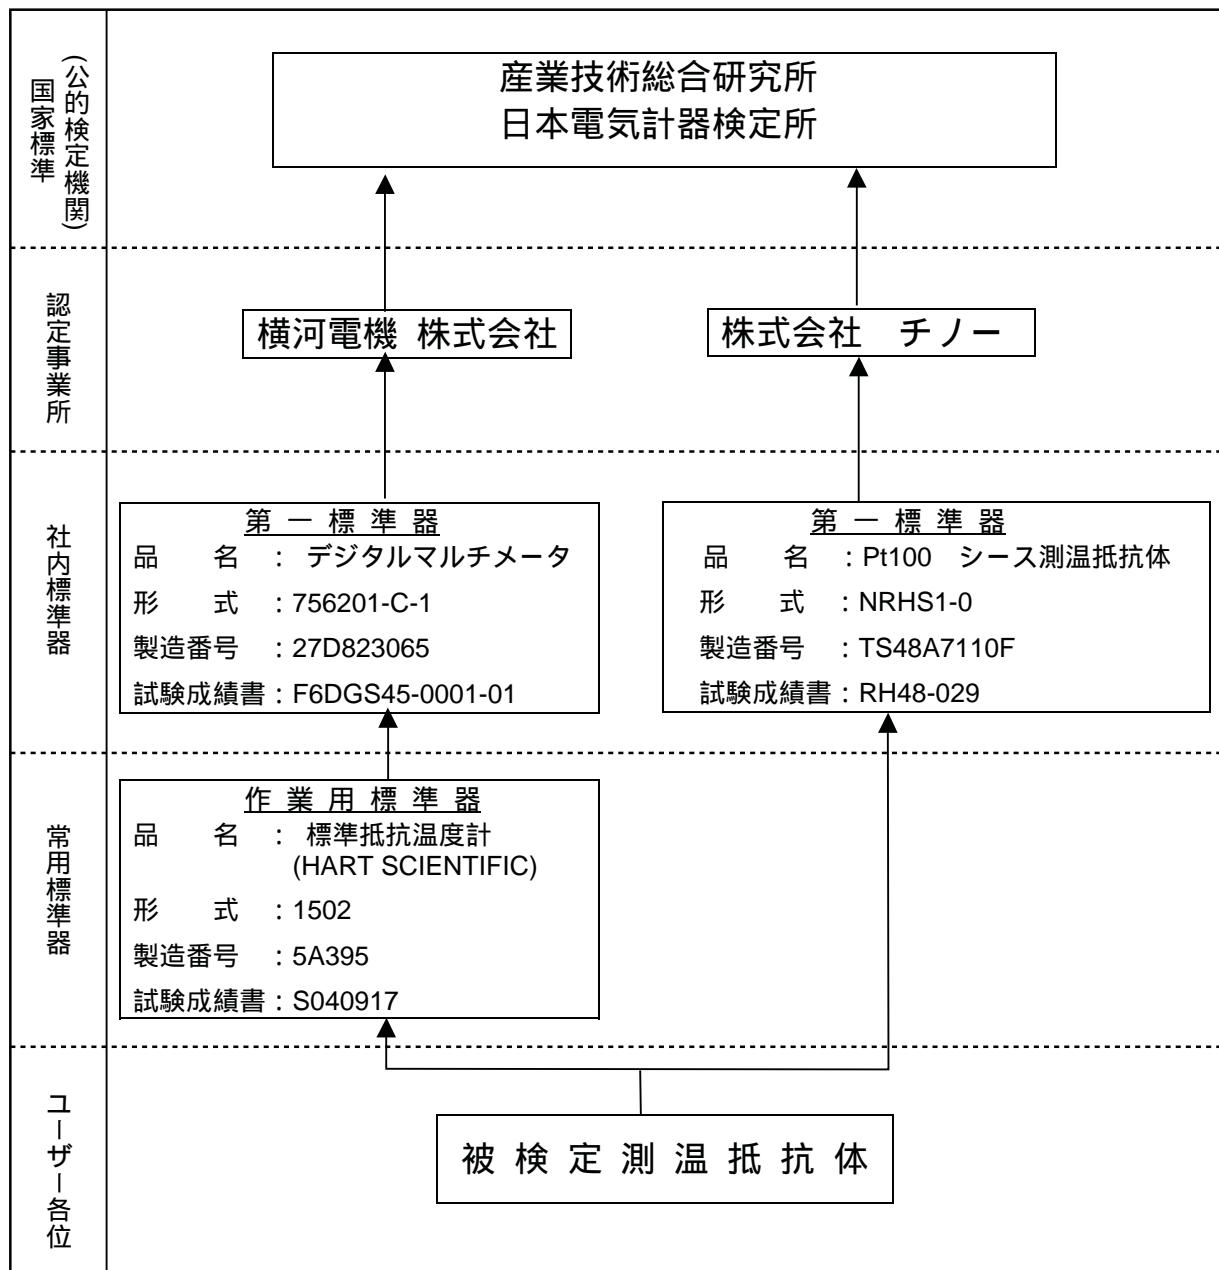 (公的検定機関)
国家標準
産業技術総合研究所
日本電気計器検定所
認定事業所
横河電機 株式会社
株式会社　チノー
社内標準器
第 一 標 準 器
品　　名　： デジタルマルチメータ
形　　式　：756201-C-1
製造番号　：27D823065
試験成績書：F6DGS45-0001-01
第 一 標 準 器
品　　名　：Pt100　シース測温抵抗体
形　　式　：NRHS1-0
製造番号　：TS48A7110F
試験成績書：RH48-029
常用標準器
作 業 用 標 準 器
品　　名　： 標準抵抗温度計
(HART SCIENTIFIC)
形　　式　：1502
製造番号　：5A395
試験成績書：S040917
ユーザー各位
被 検 定 測 温 抵 抗 体